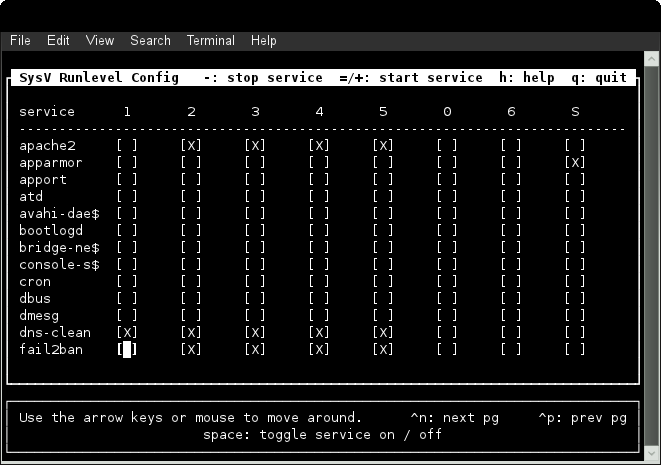 File Edit View Search Terminal Help
SysV Runlevel Config -: stop service =/+: start service h: help q: quit
service 1 2 3 4 5 0 6 S
----------------------------------------------------------------------------
apache2 [ ] [X] [X] [X] [X] [ ] [ ] [ ]
apparmor [ ] [ ] [ ] [ ] [ ] [ ] [ ] [X]
apport [ ] [ ] [ ] [ ] [ ] [ ] [ ] [ ]
atd [ ] [ ] [ ] [ ] [ ] [ ] [ ] [ ]
avahi-dae$ [ ] [ ] [ ] [ ] [ ] [ ] [ ] [ ]
bootlogd [ ] [ ] [ ] [ ] [ ] [ ] [ ] [ ]
bridge-ne$ [ ] [ ] [ ] [ ] [ ] [ ] [ ] [ ]
console-s$ [ ] [ ] [ ] [ ] [ ] [ ] [ ] [ ]
cron [ ] [ ] [ ] [ ] [ ] [ ] [ ] [ ]
dbus [ ] [ ] [ ] [ ] [ ] [ ] [ ] [ ]
dmesg [ ] [ ] [ ] [ ] [ ] [ ] [ ] [ ]
dns-clean [X] [X] [X] [X] [X] [ ] [ ] [ ]
fail2ban [ ] [X] [X] [X] [X] [ ] [ ] [ ]
Use the arrow keys or mouse to move around. ^n: next pg ^p: prev pg
space: toggle service on / off